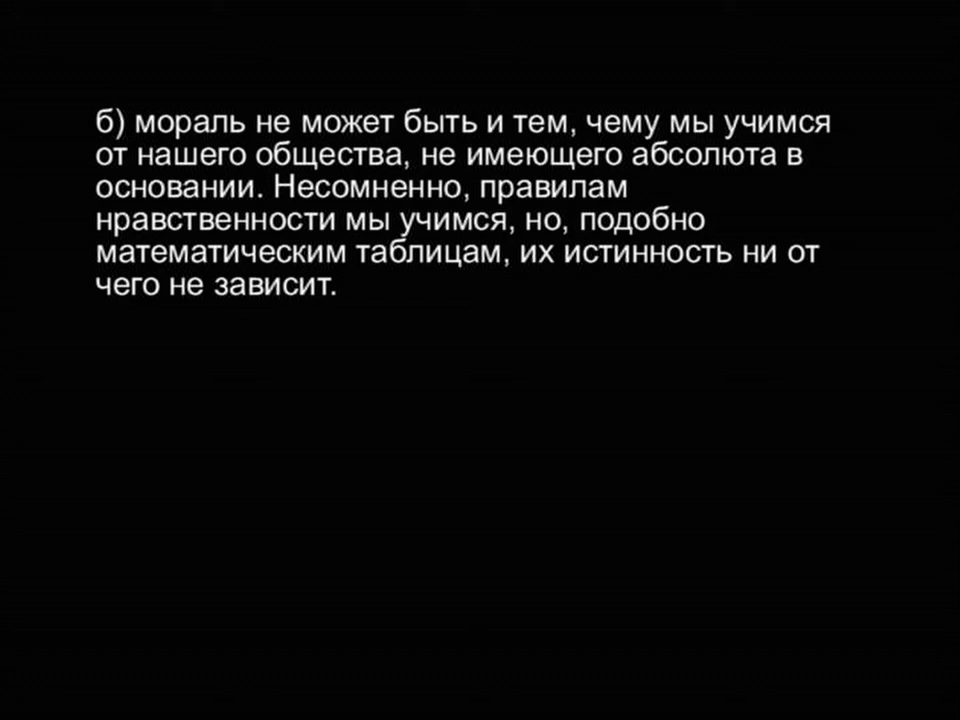 б) мораль не может быть и тем, чему мы учимся
от нашего общества, не имеющего абсолюта в
основании. Несомненно, правилам
нравственности мы учимся, но, подобно
математическим таблицам, их истинность ни от
чего не зависит.